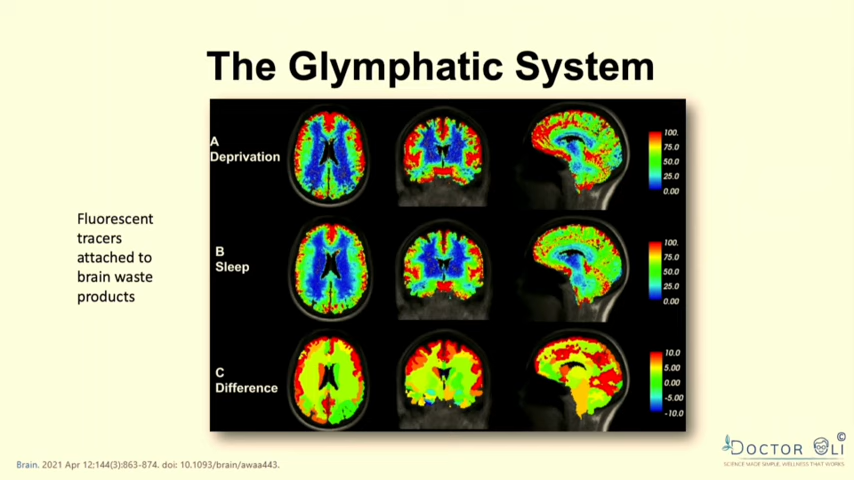 The Glymphatic System
A
Deprivation
100.
75.0
50.0
25.0
0.00
Fluorescent
tracers
attached to
brain waste
products
B
Sleep
100.
75.0
50.0
25.0
0.00
C
Difference
10.0
5.00
0.00
-5.00
-10.0
Brain. 2021 Apr 12;144(3):863-874. doi: 10.1093/brain/awaa443.
DOCTOR OLI ©
SCIENCE MADE SIMPLE, WELLNESS THAT WORKS.